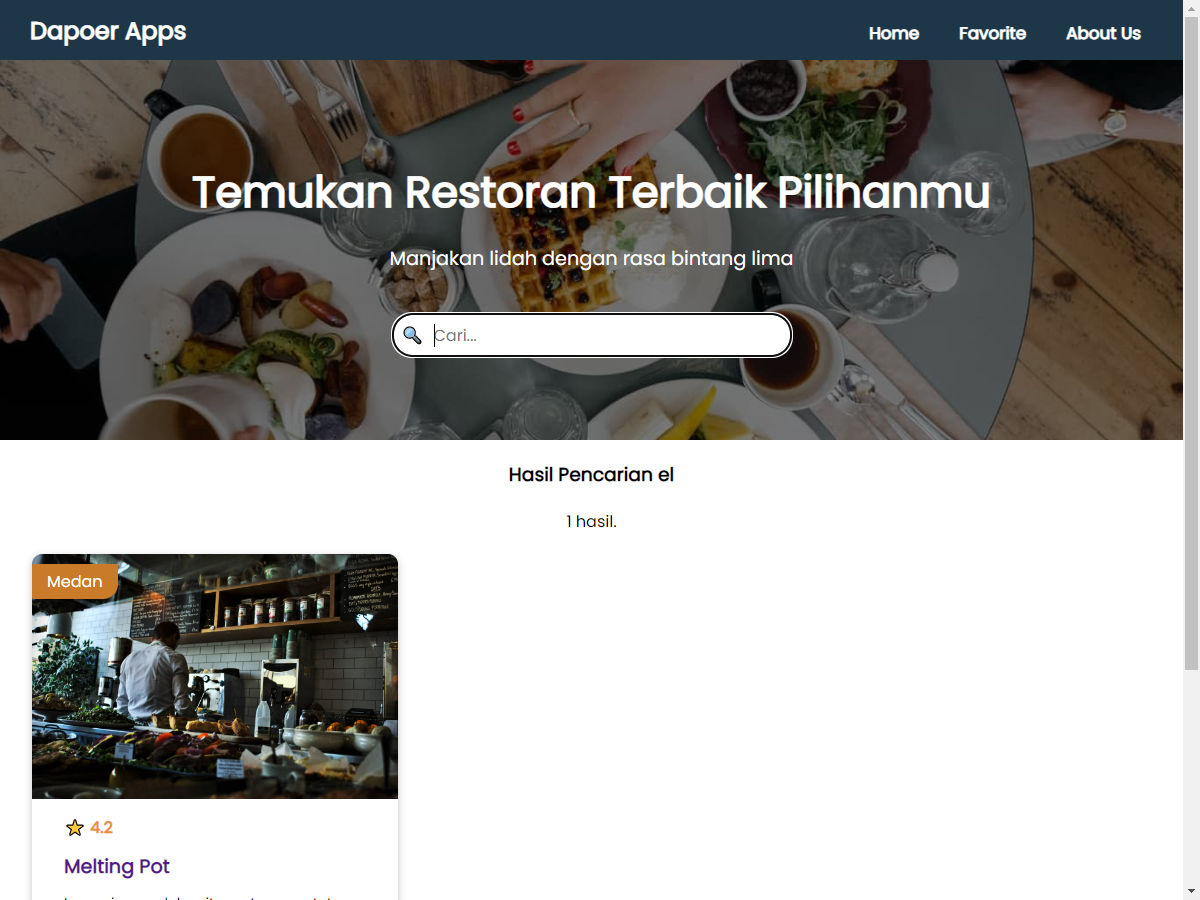 Dapoer Apps
Home
Favorite
About Us
Temukan Restoran Terbaik Pilihanmu
Manjakan lidah dengan rasa bintang lima
Cari...
Hasil Pencarian el
1 hasil.
Medan
4.2
Melting Pot